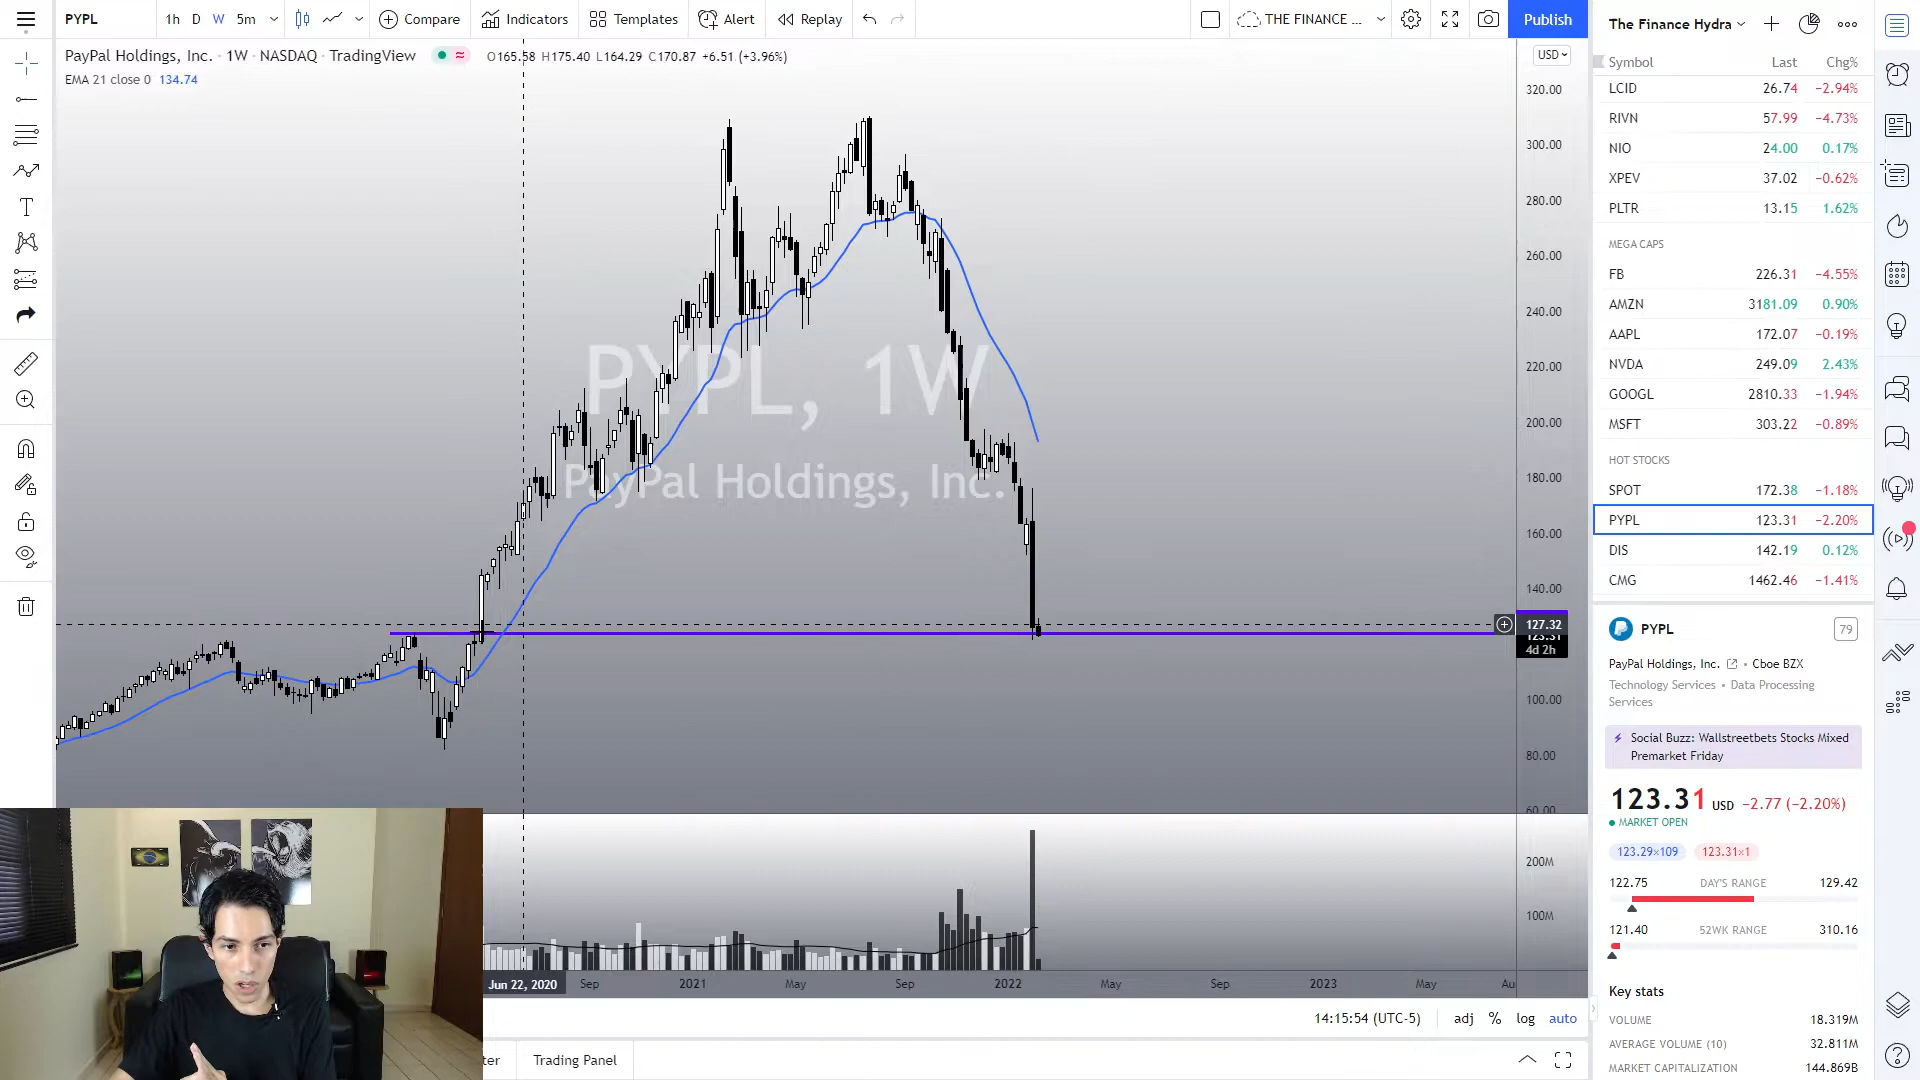 PYPL
1h D W 5m
Compare
Indicators
Templates
Alert
Replay
THE FINANCE ...
Publish
PayPal Holdings, Inc. · 1W · NASDAQ · TradingView
O165.58 H175.40 L164.29 C170.87 +6.51 (+3.96%)
EMA 21 close 0 134.74
USD
PYPL, 1W
PayPal Holdings, Inc.
320.00
300.00
280.00
260.00
240.00
220.00
200.00
180.00
160.00
140.00
127.32
123.31
4d 2h
100.00
80.00
60.00
200M
100M
Jun 22, 2020 Sep 2021 May Sep 2022 May Sep 2023 May Au
14:15:54 (UTC-5) adj % log auto
ter Trading Panel
The Finance Hydra
Symbol Last Chg%
LCID 26.74 −2.94%
RIVN 57.99 −4.73%
NIO 24.00 0.17%
XPEV 37.02 −0.62%
PLTR 13.15 1.62%
MEGA CAPS
FB 226.31 −4.55%
AMZN 3181.09 0.90%
AAPL 172.07 −0.19%
NVDA 249.09 2.43%
GOOGL 2810.33 −1.94%
MSFT 303.22 −0.89%
HOT STOCKS
SPOT 172.38 −1.18%
PYPL 123.31 −2.20%
DIS 142.19 0.12%
CMG 1462.46 −1.41%
PYPL 79
PayPal Holdings, Inc. • Cboe BZX
Technology Services • Data Processing
Services
Social Buzz: Wallstreetbets Stocks Mixed
Premarket Friday
123.31 USD −2.77 (−2.20%)
MARKET OPEN
123.29×109 123.31×1
122.75 DAY'S RANGE 129.42
121.40 52WK RANGE 310.16
Key stats
VOLUME 18.319M
AVERAGE VOLUME (10) 32.811M
MARKET CAPITALIZATION 144.869B